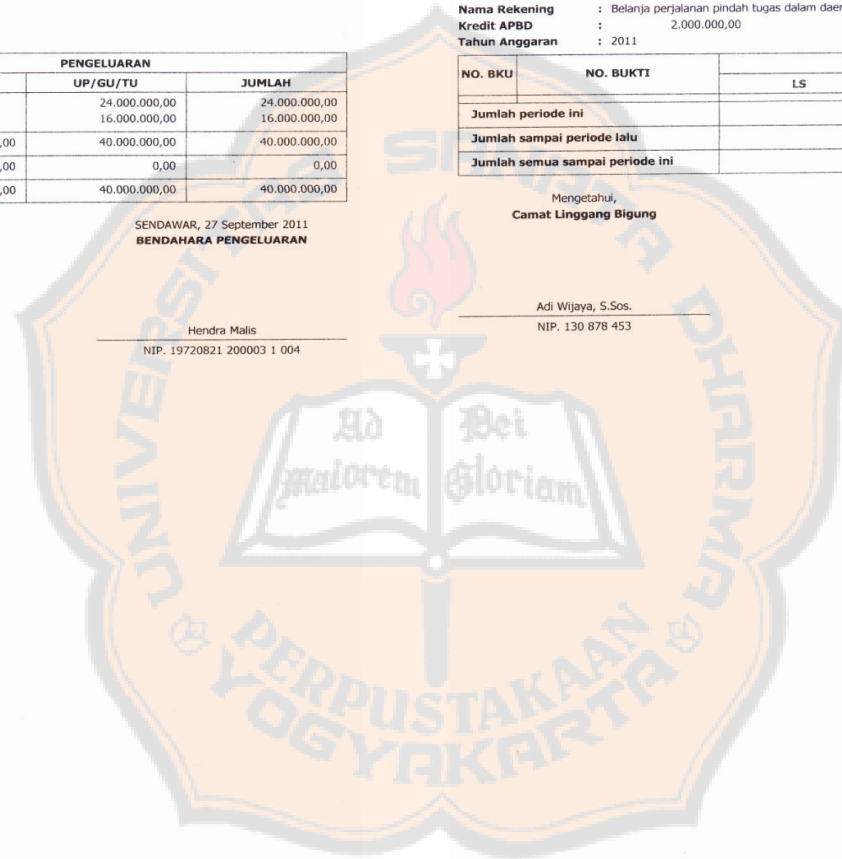 PENGELUARAN
UP/GU/TU JUMLAH
24.000.000,00 24.000.000,00
16.000.000,00 16.000.000,00
,00 40.000.000,00 40.000.000,00
,00 0,00 0,00
,00 40.000.000,00 40.000.000,00
SENDAWAR, 27 September 2011
BENDAHARA PENGELUARAN
Hendra Malis
NIP. 19720821 200003 1 004
Nama Rekening : Belanja perjalanan pindah tugas dalam daer
Kredit APBD : 2.000.000,00
Tahun Anggaran : 2011
NO. BKU NO. BUKTI
LS
Jumlah periode ini
Jumlah sampai periode lalu
Jumlah semua sampai periode ini
Mengetahui,
Camat Linggang Bigung
Adi Wijaya, S.Sos.
NIP. 130 878 453
UNIVERSITAS SANATA DHARMA
Ad Dei
maiorem Gloriam
PERPUSTAKAAN
YOGYAKARTA